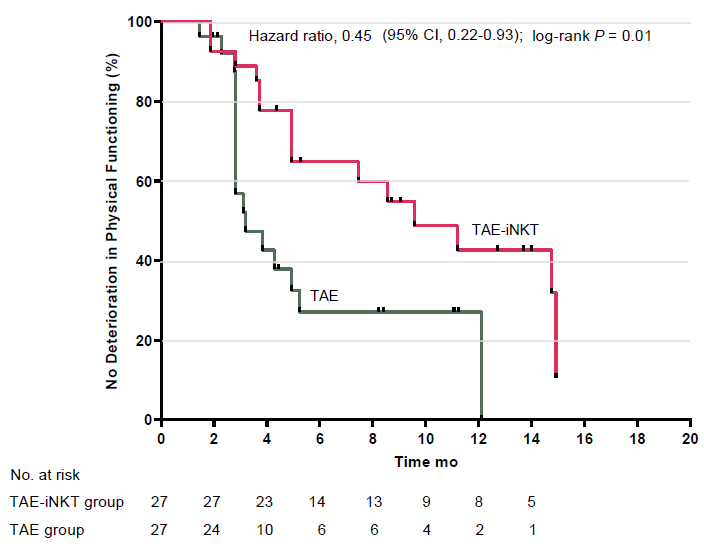 Hazard ratio, 0.45 (95% CI, 0.22-0.93); log-rank P = 0.01
No Deterioration in Physical Functioning (%)
100
80
60
40
20
0
TAE-iNKT
TAE
0 2 4 6 8 10 12 14 16 18 20
Time mo
No. at risk
TAE-iNKT group 27 27 23 14 13 9 8 5
TAE group 27 24 10 6 6 4 2 1